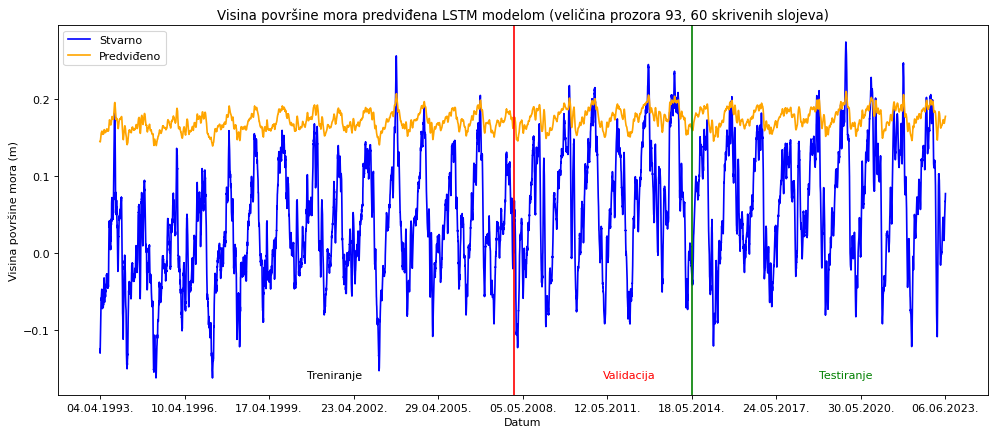 Visina površine mora predviđena LSTM modelom (veličina prozora 93, 60 skrivenih slojeva)
Stvarno
Predviđeno
0.2
0.1
0.0
−0.1
Visina površine mora (m)
Treniranje
Validacija
Testiranje
04.04.1993. 10.04.1996. 17.04.1999. 23.04.2002. 29.04.2005. 05.05.2008. 12.05.2011. 18.05.2014. 24.05.2017. 30.05.2020. 06.06.2023.
Datum